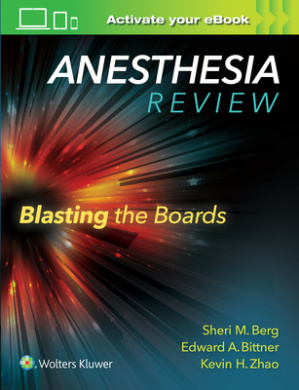 Activate your eBook
ANESTHESIA
REVIEW
Blasting the Boards
Sheri M. Berg
Edward A. Bittner
Kevin H. Zhao
Wolters Kluwer